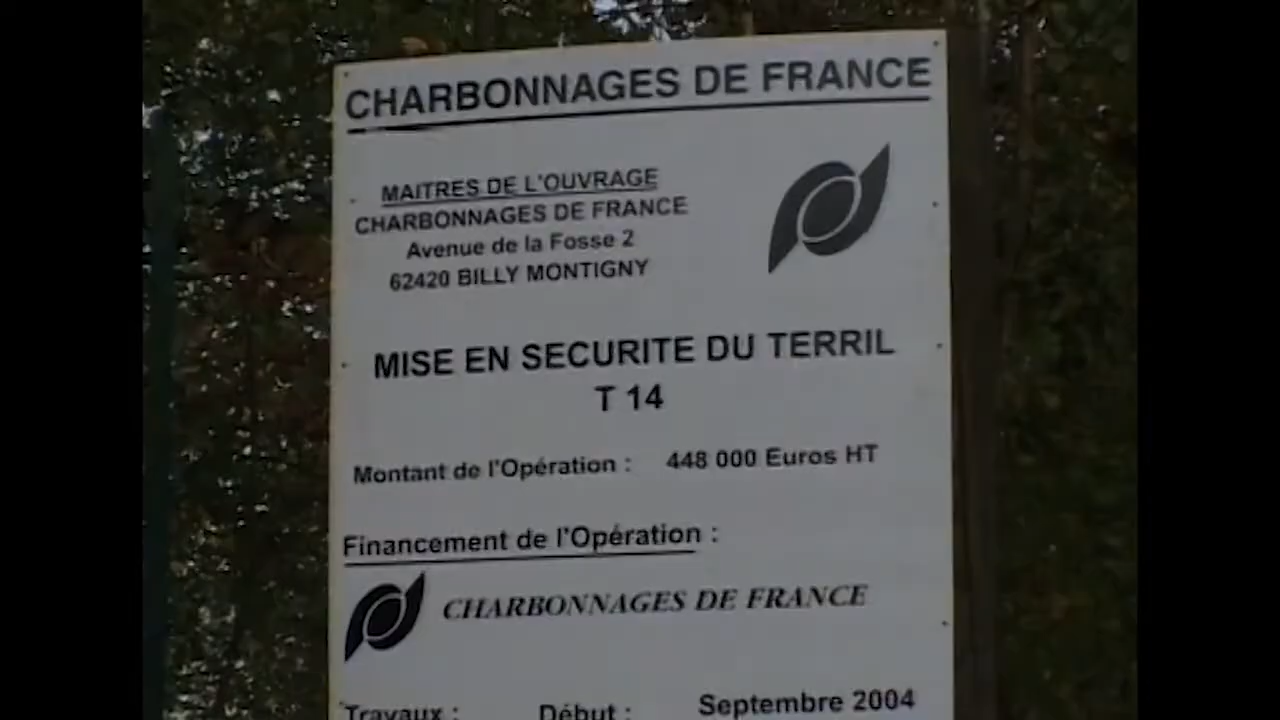 CHARBONNAGES DE FRANCE
MAITRES DE L'OUVRAGE
CHARBONNAGES DE FRANCE
Avenue de la Fosse 2
62420 BILLY MONTIGNY
MISE EN SECURITE DU TERRIL
T 14
Montant de l'Opération : 448 000 Euros HT
Financement de l'Opération :
CHARBONNAGES DE FRANCE
Travaux : Début : Septembre 2004